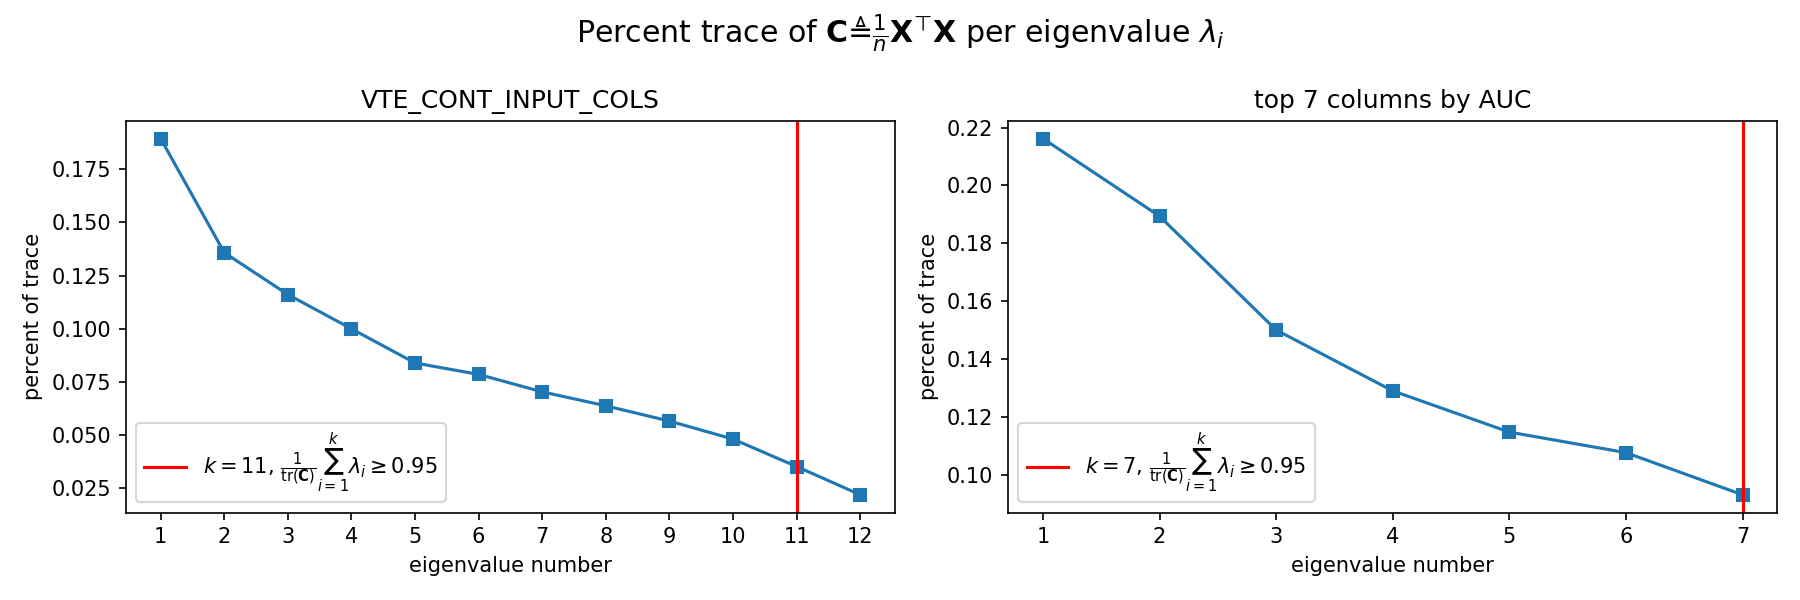 Percent trace of C≜1/n X⊤X per eigenvalue λi
VTE_CONT_INPUT_COLS
percent of trace
0.175
0.150
0.125
0.100
0.075
0.050
0.025
k = 11, 1/tr(C) ∑_{i=1}^{k} λi ≥ 0.95
1 2 3 4 5 6 7 8 9 10 11 12
eigenvalue number
top 7 columns by AUC
percent of trace
0.22
0.20
0.18
0.16
0.14
0.12
0.10
k = 7, 1/tr(C) ∑_{i=1}^{k} λi ≥ 0.95
1 2 3 4 5 6 7
eigenvalue number